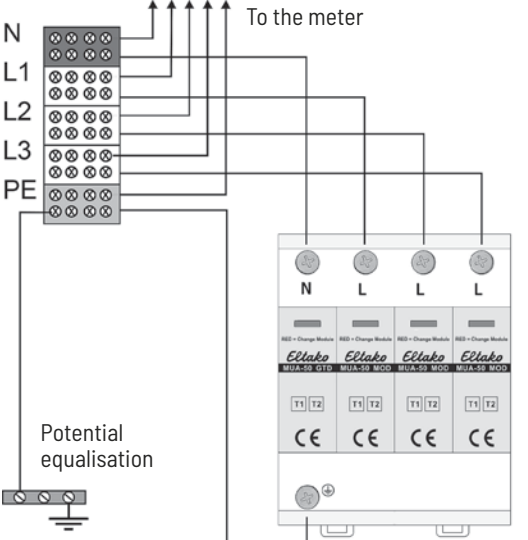 To the meter
N
L1
L2
L3
PE
N L L L
RED = Change Module RED = Change Module RED = Change Module RED = Change Module
Eltako Eltako Eltako Eltako
MUA-50 GTD MUA-50 MOD MUA-50 MOD MUA-50 MOD
T1 T2 T1 T2 T1 T2 T1 T2
CE CE CE CE
Potential
equalisation